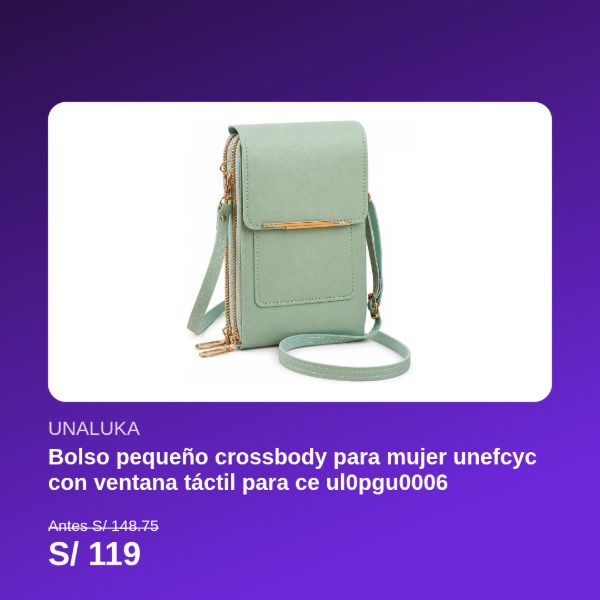 UNALUKA
Bolso pequeño crossbody para mujer unefcyc
con ventana táctil para ce ul0pgu0006
Antes S/ 148.75
S/ 119